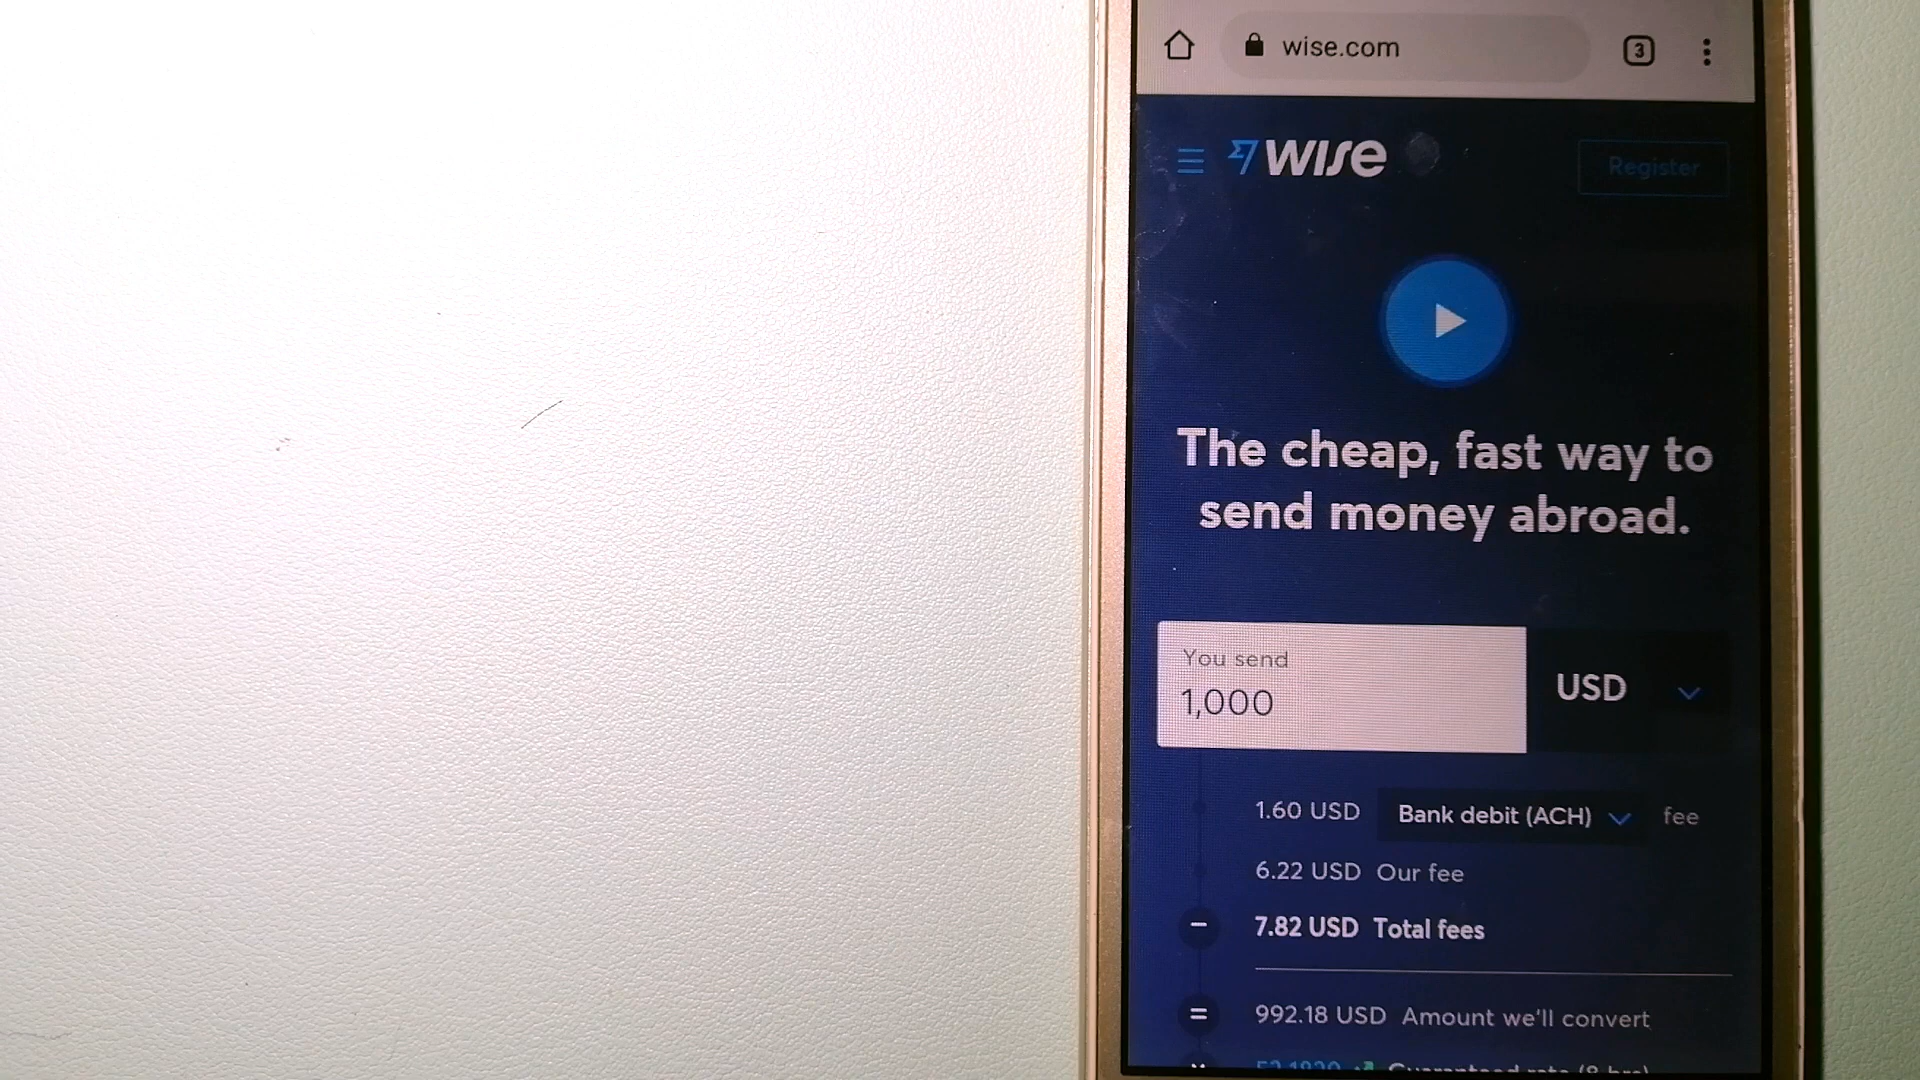 wise.com
3
WISE
Register
The cheap, fast way to
send money abroad.
You send
1,000
USD
1.60 USD Bank debit (ACH) fee
6.22 USD Our fee
7.82 USD Total fees
992.18 USD Amount we'll convert
Guaranteed rate